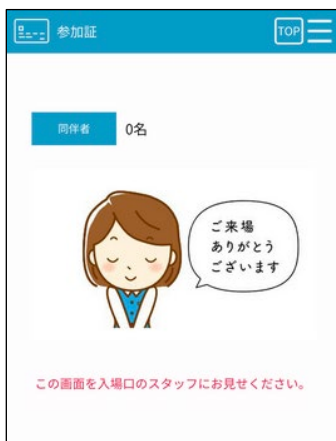 参加証
TOP
同伴者 0名
ご来場
ありがとう
ございます
この画面を入場口のスタッフにお見せください。